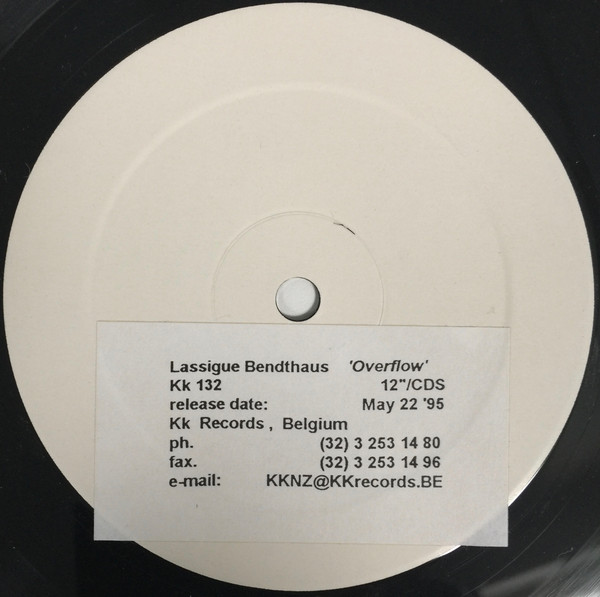 Lassigue Bendthaus 'Overflow'
Kk 132 12"/CDS
release date: May 22 '95
Kk Records , Belgium
ph. (32) 3 253 14 80
fax. (32) 3 253 14 96
e-mail: KKNZ@KKrecords.BE